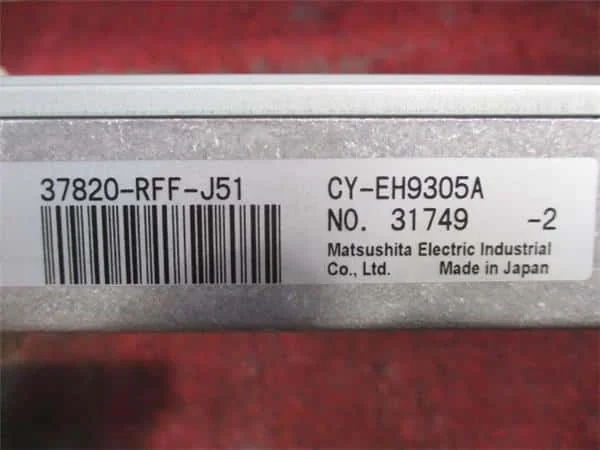 37820-RFF-J51
CY-EH9305A
NO. 31749 -2
Matsushita Electric Industrial
Co., Ltd. Made in Japan